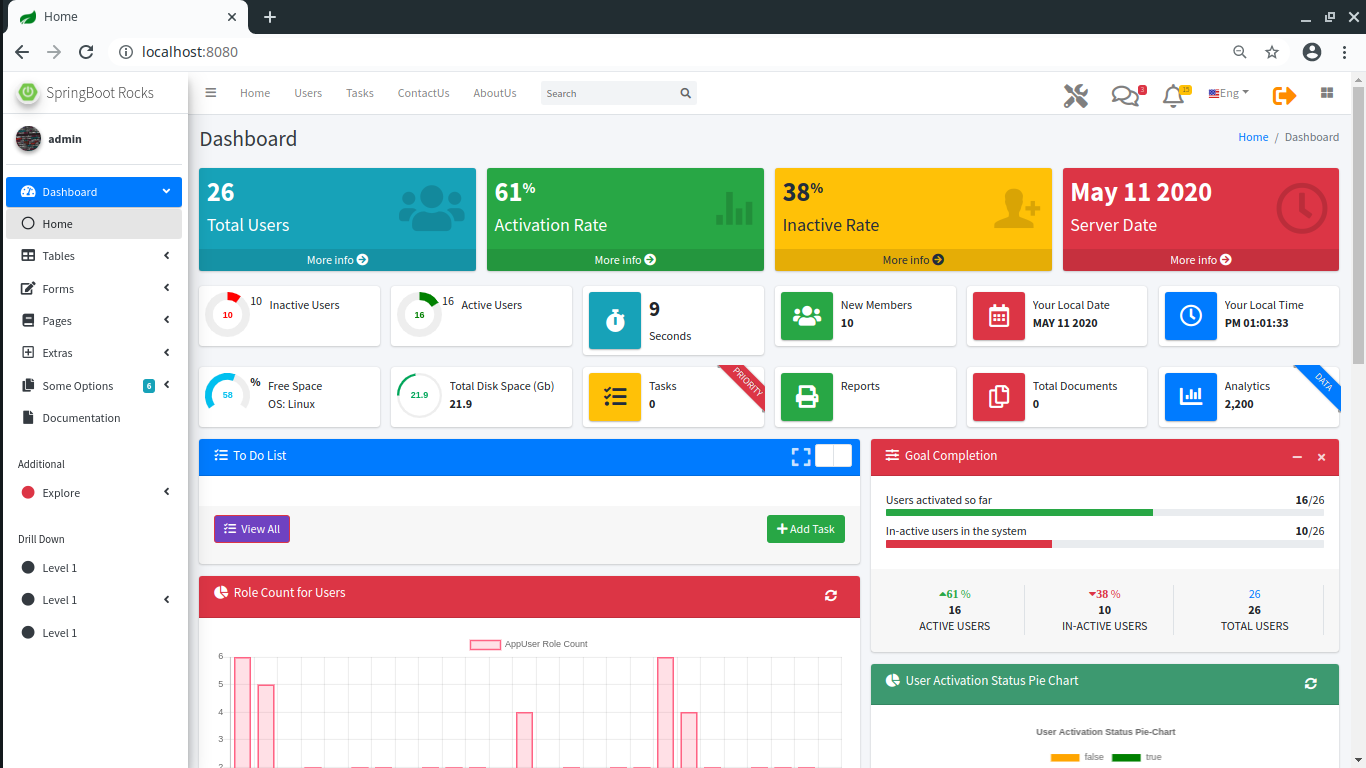 Home
localhost:8080
SpringBoot Rocks
Home Users Tasks ContactUs AboutUs Search 3 15 Eng
admin
Dashboard
Home / Dashboard
Dashboard
Home
Tables
Forms
Pages
Extras
Some Options 6
Documentation
Additional
Explore
Drill Down
Level 1
Level 1
Level 1
26
Total Users
More info
61%
Activation Rate
More info
38%
Inactive Rate
More info
May 11 2020
Server Date
More info
10 10 Inactive Users
16 16 Active Users
9
Seconds
New Members
10
Your Local Date
MAY 11 2020
Your Local Time
PM 01:01:33
58 % Free Space
OS: Linux
21.9 Total Disk Space (Gb)
21.9
Tasks
0
PRIORITY
Reports
Total Documents
0
Analytics
2,200
DATA
To Do List
View All
Add Task
Goal Completion
Users activated so far 16/26
In-active users in the system 10/26
61 % 38 % 26
16 10 26
ACTIVE USERS IN-ACTIVE USERS TOTAL USERS
Role Count for Users
AppUser Role Count
6
5
4
3
2
User Activation Status Pie Chart
User Activation Status Pie-Chart
false true